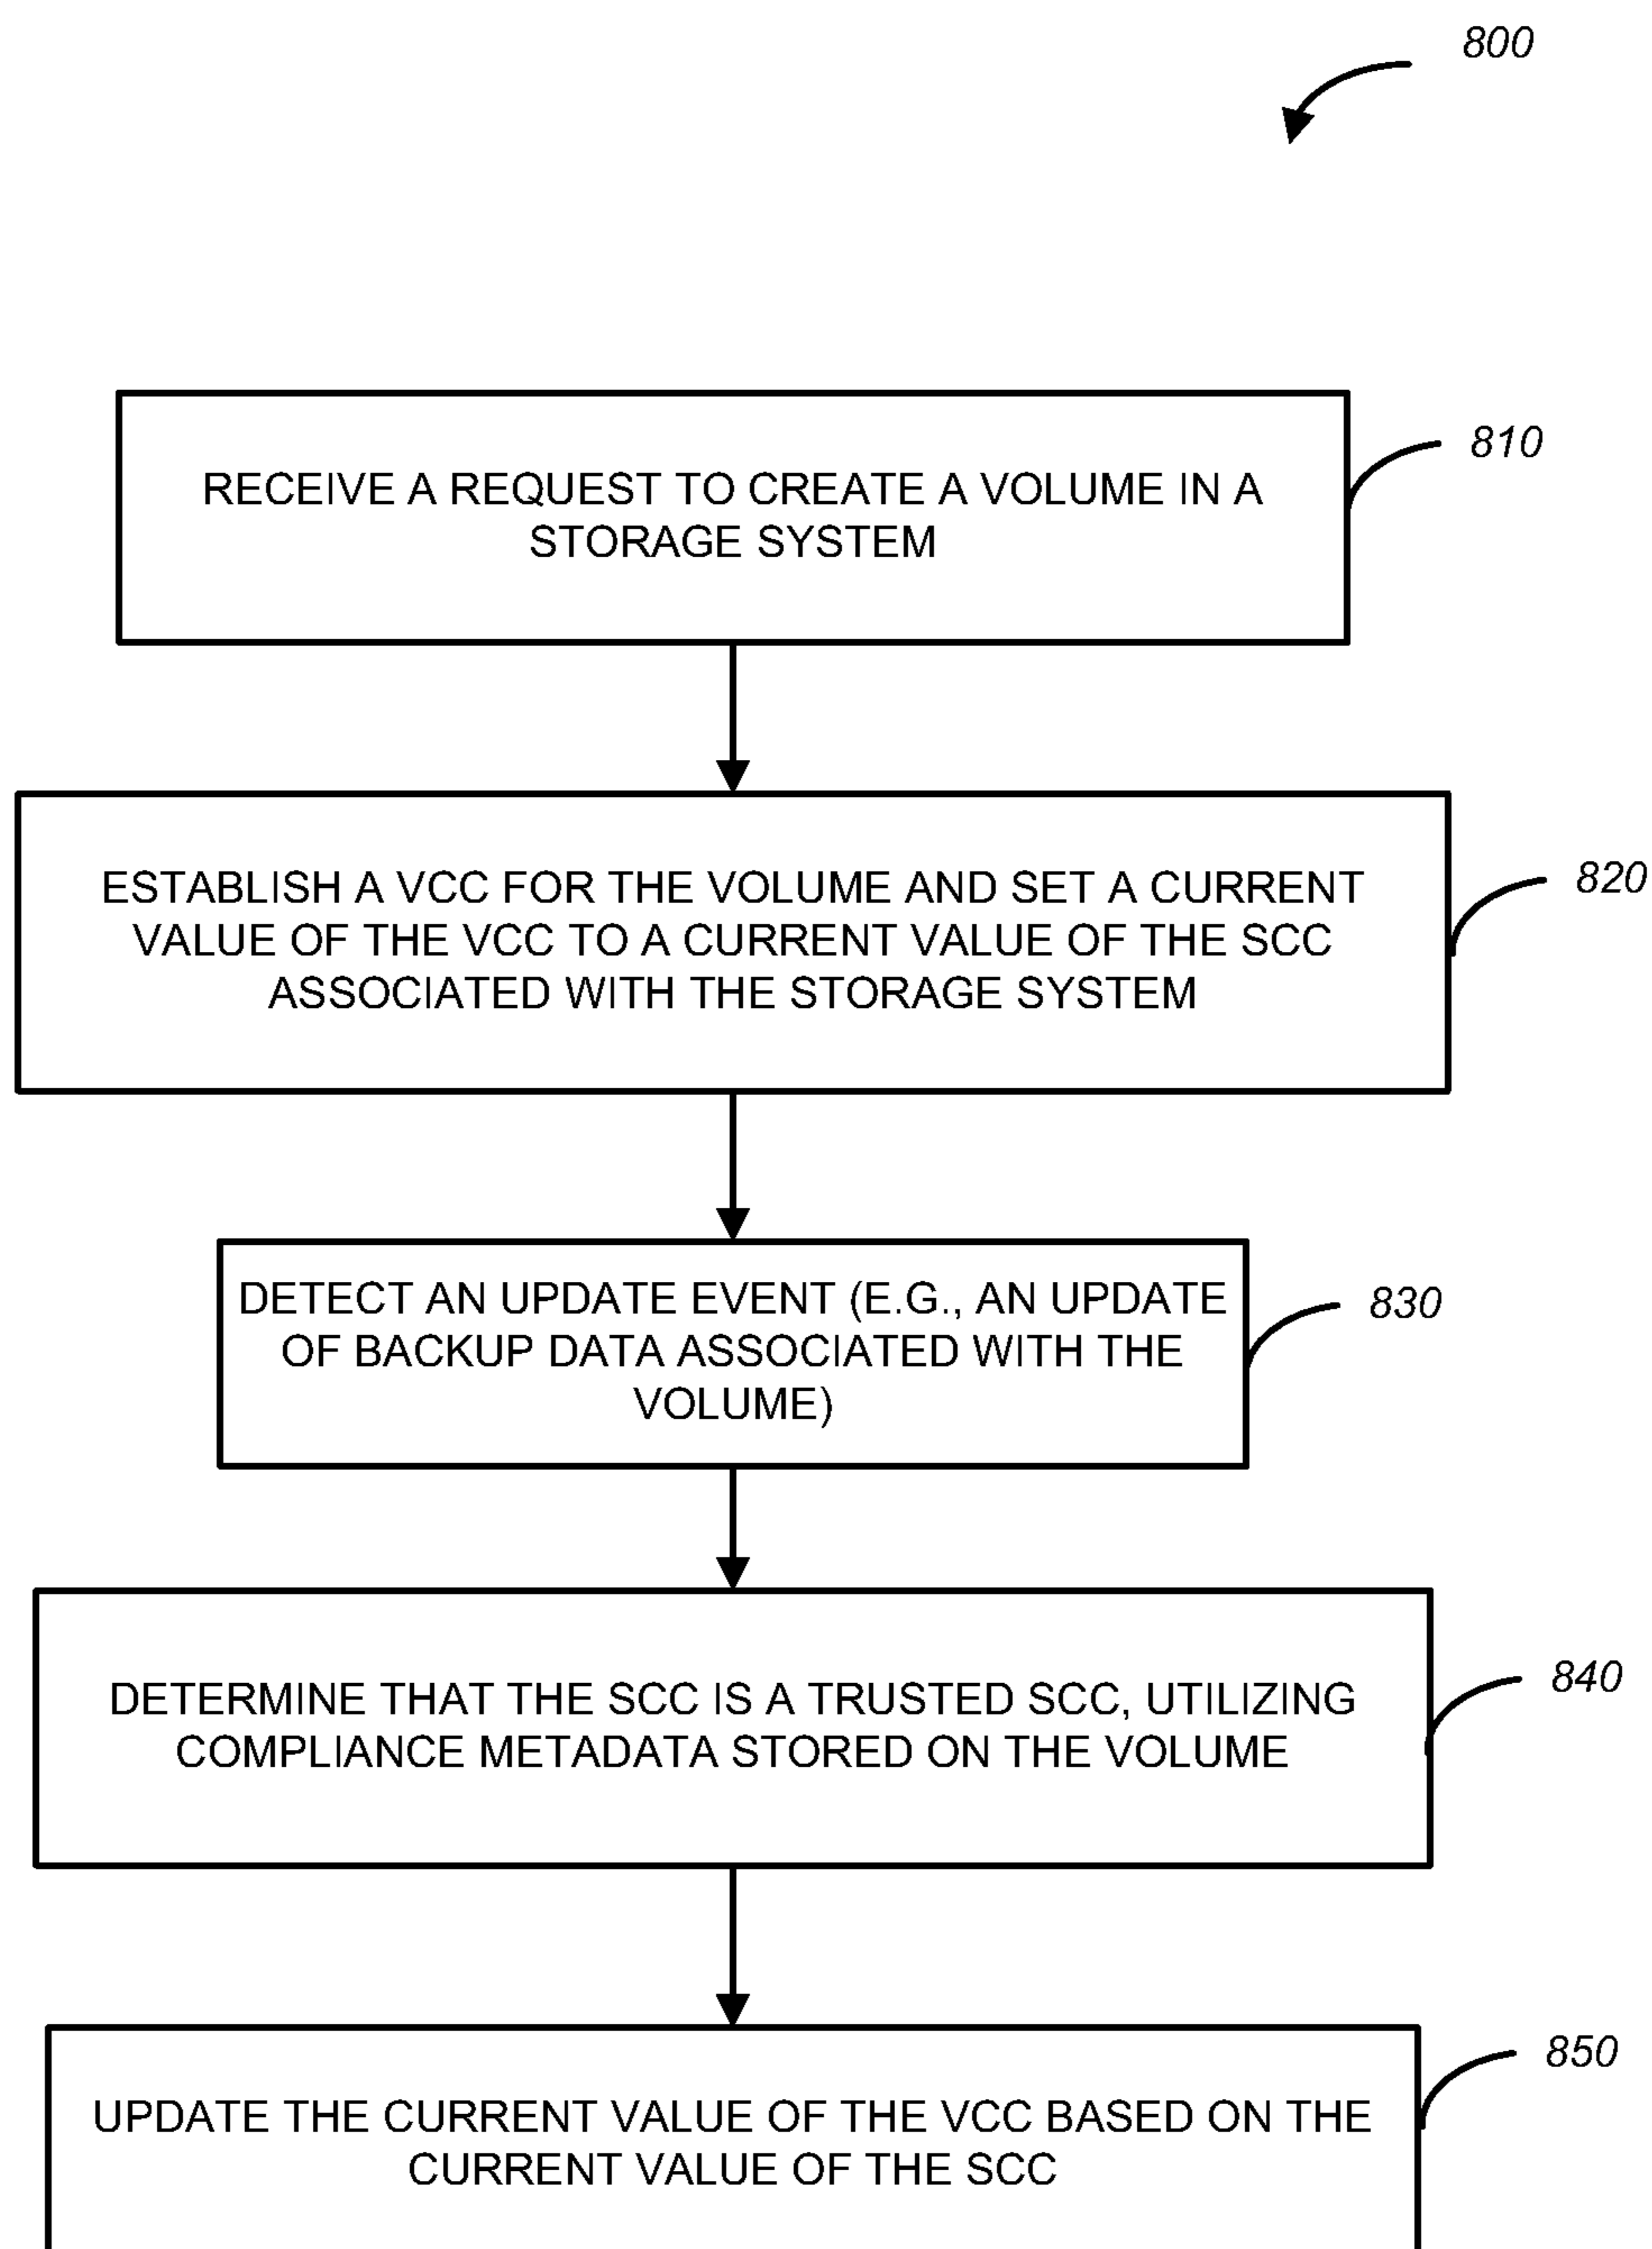 800
RECEIVE A REQUEST TO CREATE A VOLUME IN A
STORAGE SYSTEM
810
ESTABLISH A VCC FOR THE VOLUME AND SET A CURRENT
VALUE OF THE VCC TO A CURRENT VALUE OF THE SCC
ASSOCIATED WITH THE STORAGE SYSTEM
820
DETECT AN UPDATE EVENT (E.G., AN UPDATE
OF BACKUP DATA ASSOCIATED WITH THE
VOLUME)
830
DETERMINE THAT THE SCC IS A TRUSTED SCC, UTILIZING
COMPLIANCE METADATA STORED ON THE VOLUME
840
UPDATE THE CURRENT VALUE OF THE VCC BASED ON THE
CURRENT VALUE OF THE SCC
850